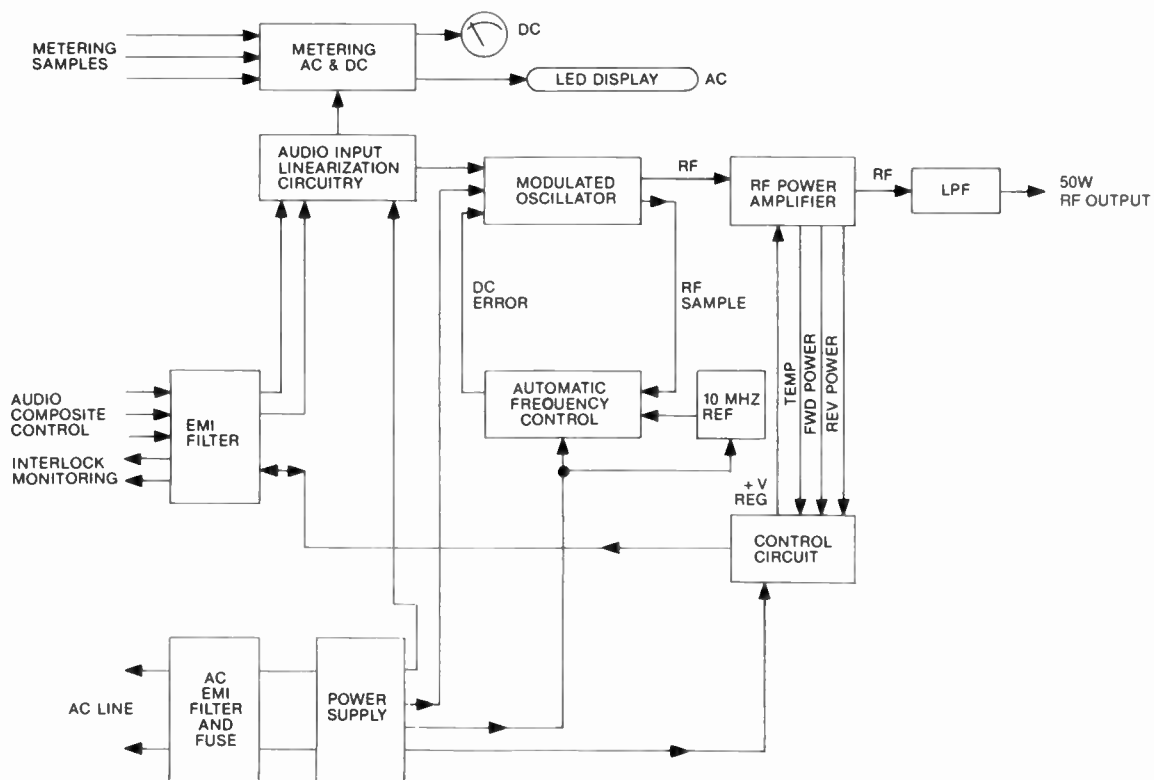 METERING
SAMPLES
METERING
AC & DC
DC
LED DISPLAY
AC
AUDIO INPUT
LINEARIZATION
CIRCUITRY
MODULATED
OSCILLATOR
RF
RF POWER
AMPLIFIER
RF
LPF
50W
RF OUTPUT
DC
ERROR
RF
SAMPLE
AUDIO
COMPOSITE
CONTROL
INTERLOCK
MONITORING
EMI
FILTER
AUTOMATIC
FREQUENCY
CONTROL
10 MHZ
REF
TEMP
FWD POWER
REV POWER
+ V
REG
CONTROL
CIRCUIT
AC LINE
AC
EMI
FILTER
AND
FUSE
POWER
SUPPLY